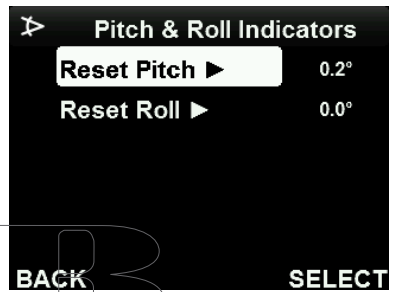 Pitch & Roll Indicators
Reset Pitch ▶ 0.2°
Reset Roll ▶ 0.0°
BACK SELECT